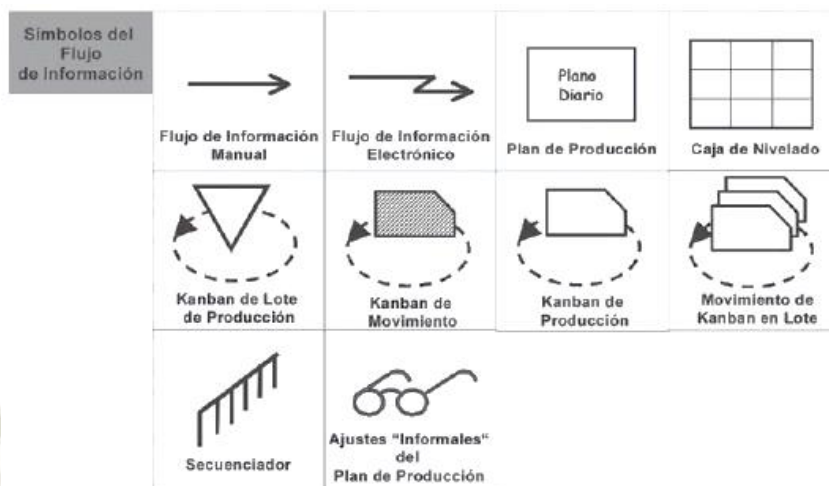 Símbolos del
Flujo
de Información
Flujo de Información
Manual
Flujo de Información
Electrónico
Plano
Diario
Plan de Producción
Caja de Nivelado
Kanban de Lote
de Producción
Kanban de
Movimiento
Kanban de
Producción
Movimiento de
Kanban en Lote
Secuenciador
Ajustes "Informales"
del
Plan de Producción